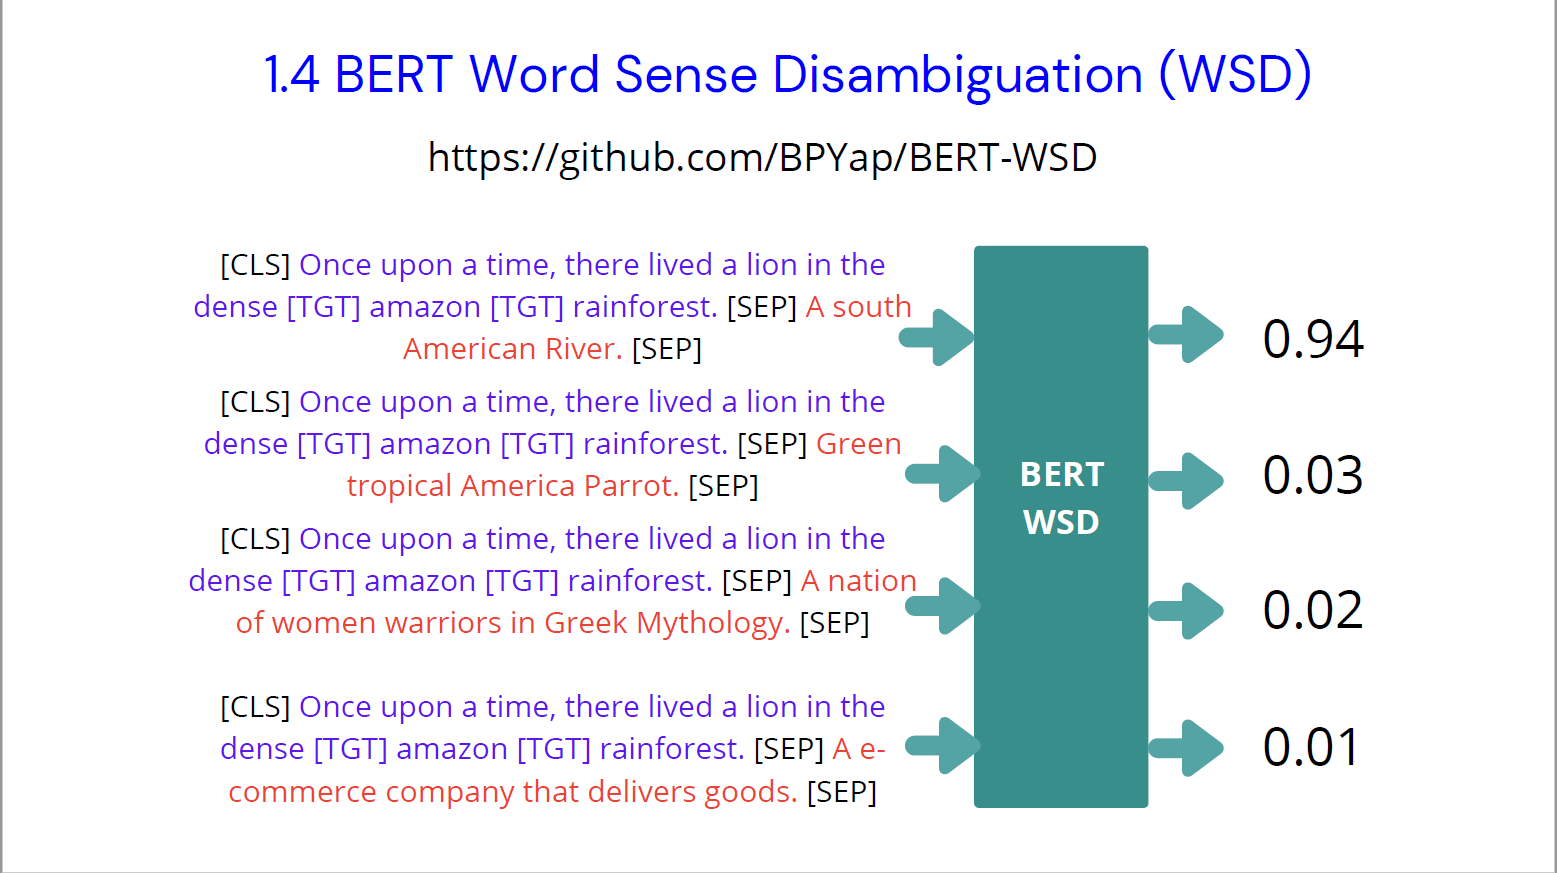 1.4 BERT Word Sense Disambiguation (WSD)
https://github.com/BPYap/BERT-WSD
[CLS] Once upon a time, there lived a lion in the
dense [TGT] amazon [TGT] rainforest. [SEP] A south
American River. [SEP]
0.94
[CLS] Once upon a time, there lived a lion in the
dense [TGT] amazon [TGT] rainforest. [SEP] Green
tropical America Parrot. [SEP]
0.03
BERT
WSD
[CLS] Once upon a time, there lived a lion in the
dense [TGT] amazon [TGT] rainforest. [SEP] A nation
of women warriors in Greek Mythology. [SEP]
0.02
[CLS] Once upon a time, there lived a lion in the
dense [TGT] amazon [TGT] rainforest. [SEP] A e-
commerce company that delivers goods. [SEP]
0.01